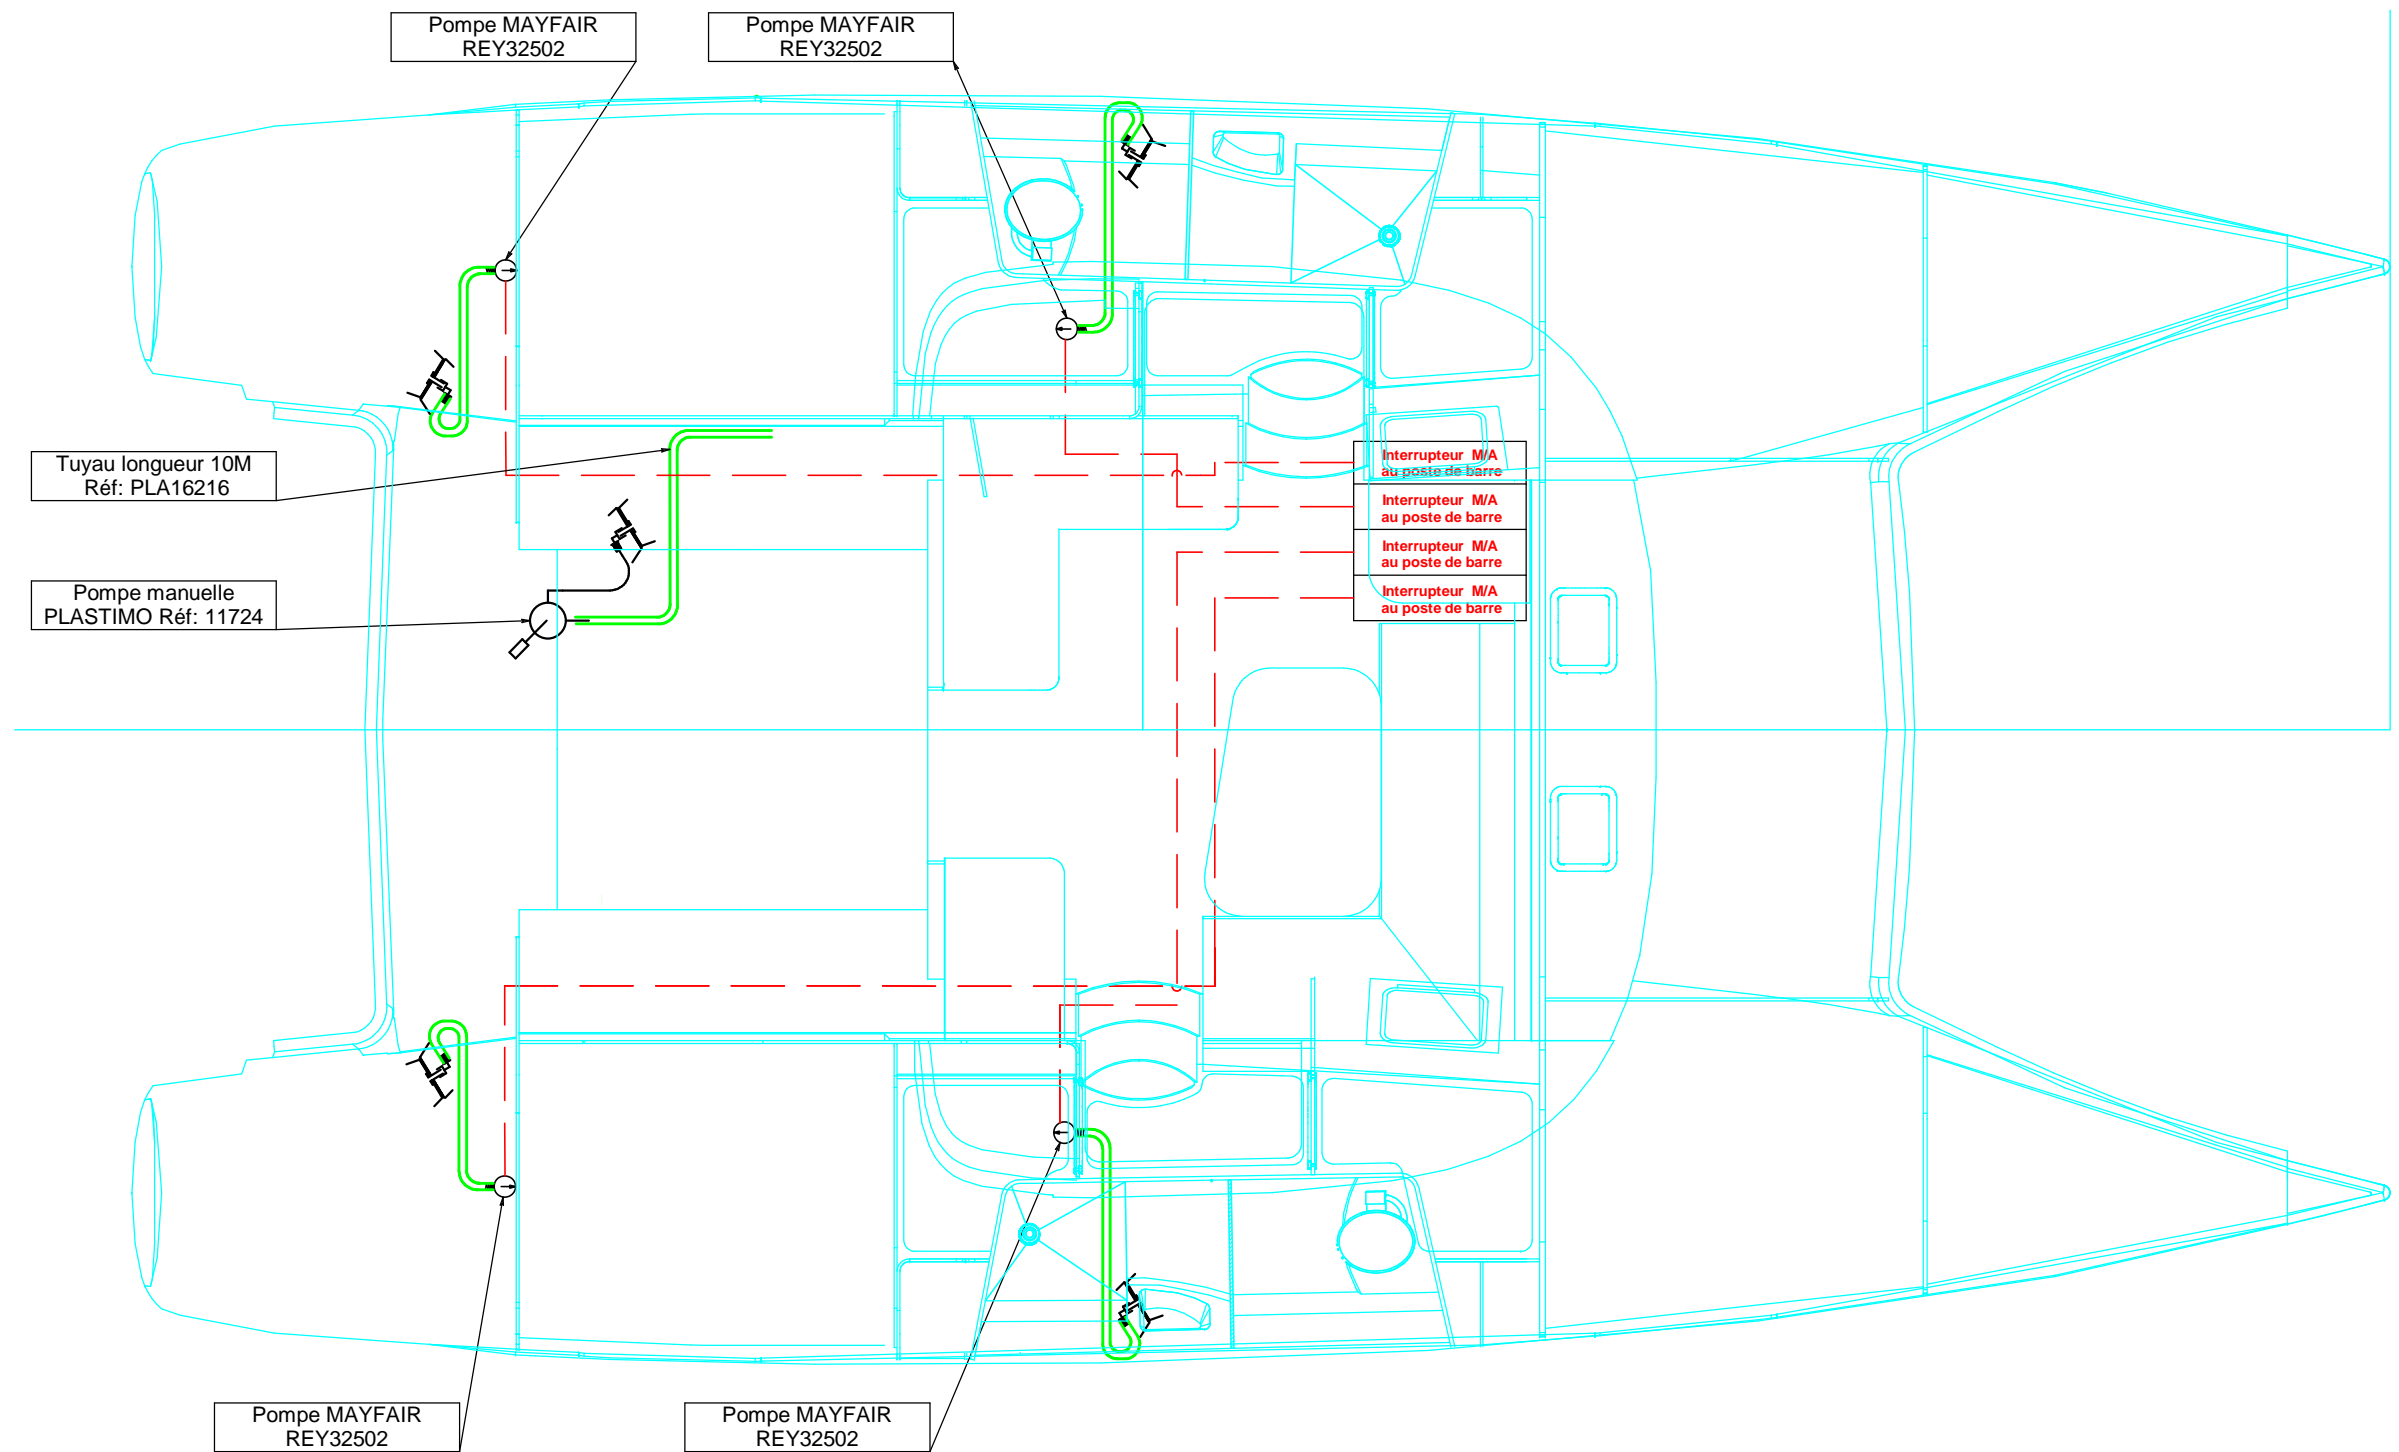 Pompe MAYFAIR
REY32502
Pompe MAYFAIR
REY32502
Tuyau longueur 10M
Réf: PLA16216
Interrupteur M/A
au poste de barre
Interrupteur M/A
au poste de barre
Interrupteur M/A
au poste de barre
Interrupteur M/A
au poste de barre
Pompe manuelle
PLASTIMO Réf: 11724
Pompe MAYFAIR
REY32502
Pompe MAYFAIR
REY32502